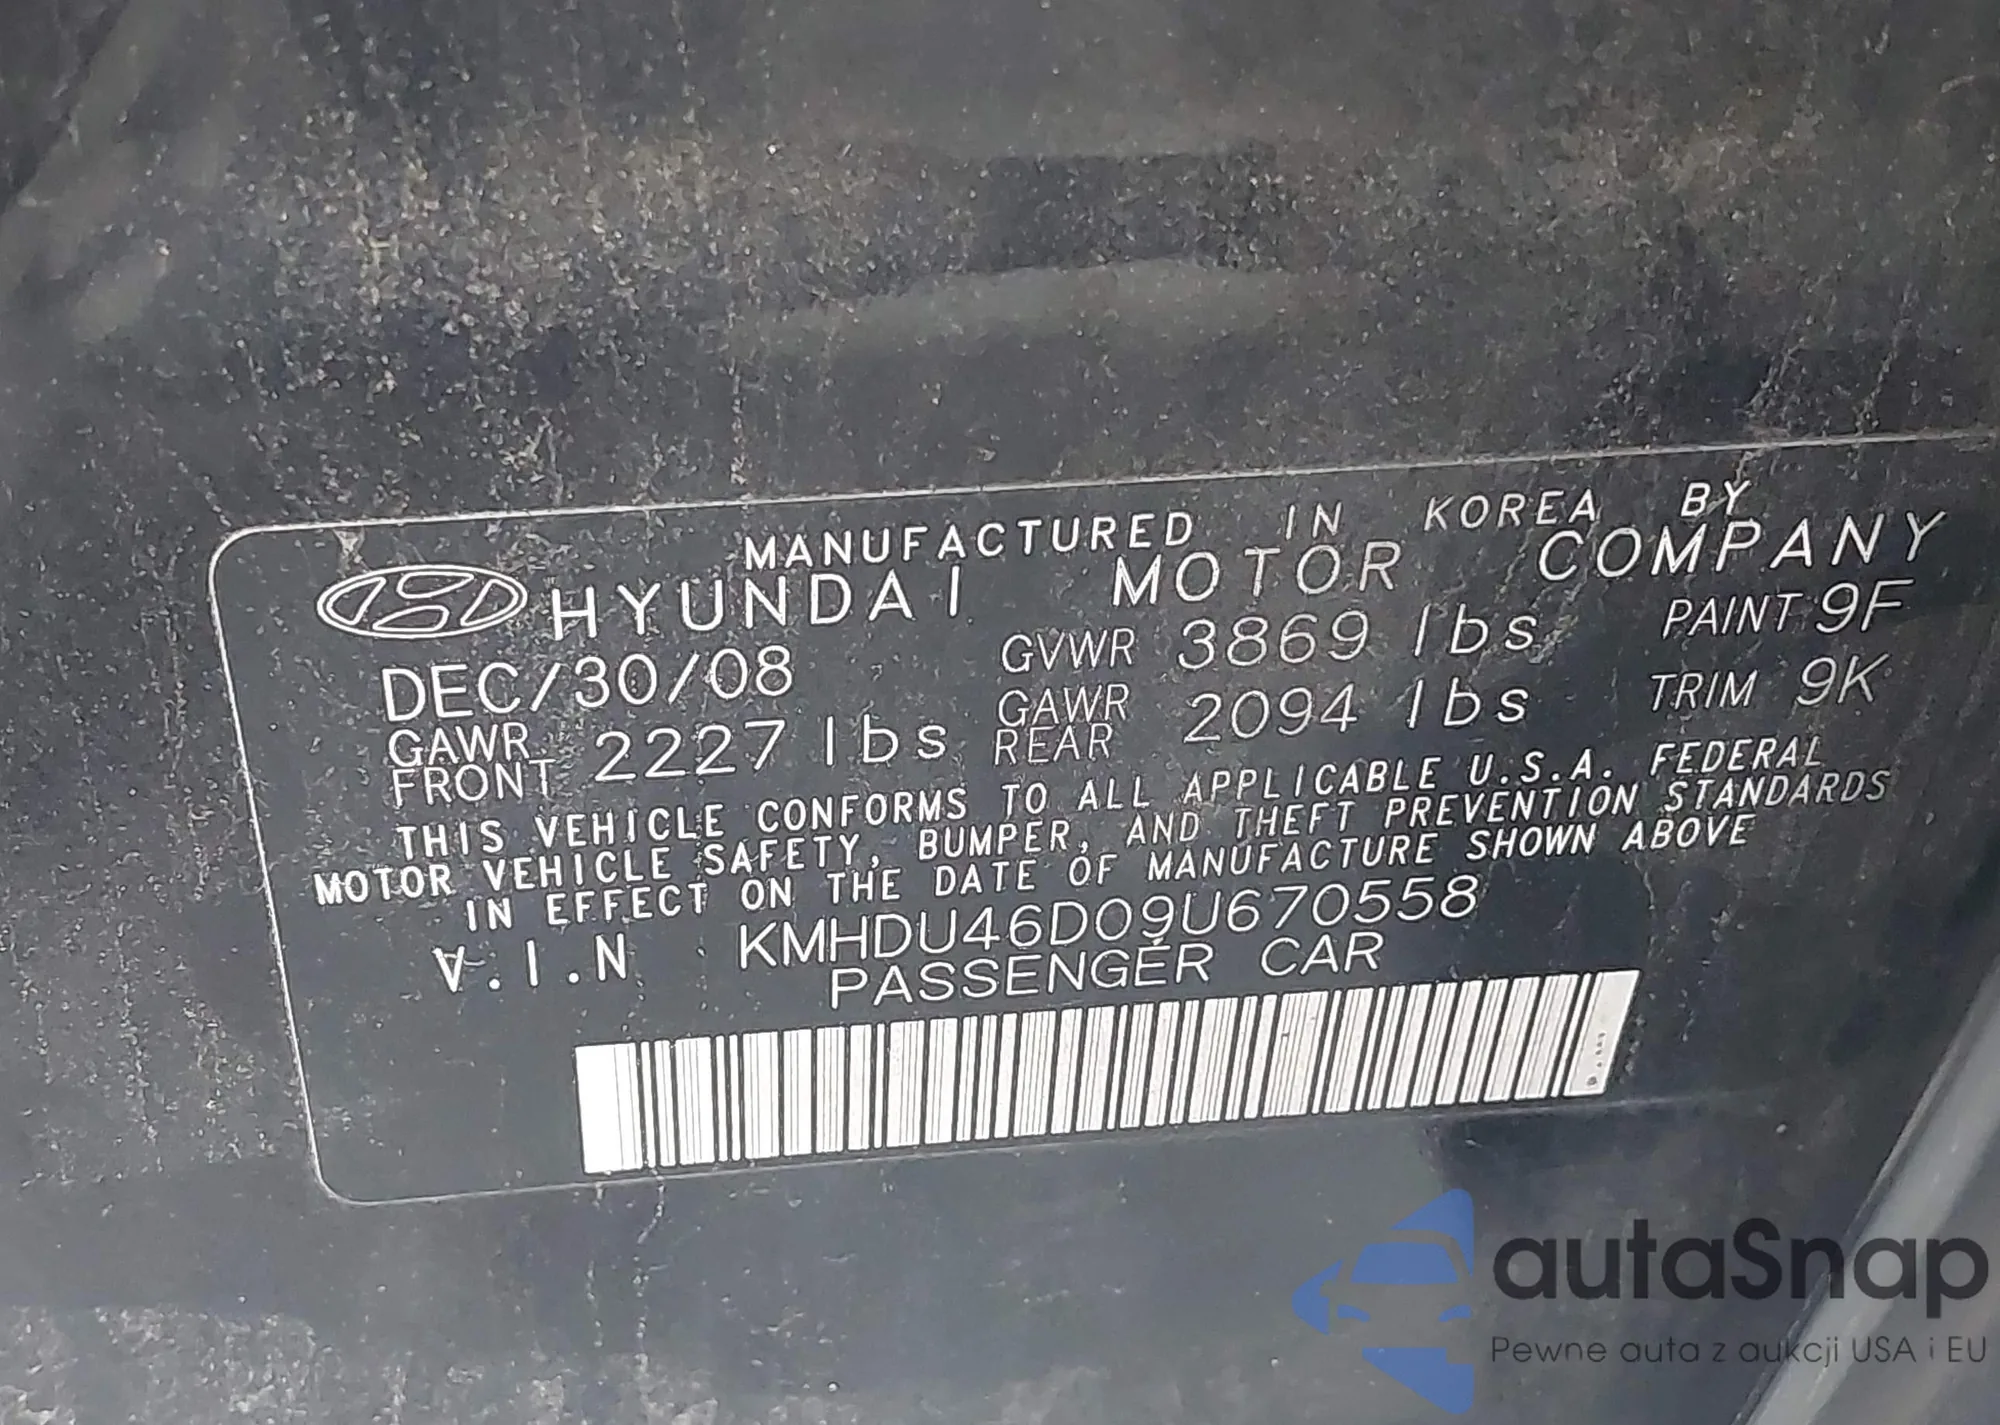 MANUFACTURED IN KOREA BY
HYUNDAI MOTOR COMPANY
DEC/30/08 GVWR 3869 lbs PAINT 9F
GAWR FRONT 2227 lbs GAWR REAR 2094 lbs TRIM 9K
THIS VEHICLE CONFORMS TO ALL APPLICABLE U.S.A. FEDERAL
MOTOR VEHICLE SAFETY, BUMPER, AND THEFT PREVENTION STANDARDS
IN EFFECT ON THE DATE OF MANUFACTURE SHOWN ABOVE
V.I.N KMHDU46D09U670558
PASSENGER CAR
autaSnap
Pewne auta z aukcji USA i EU